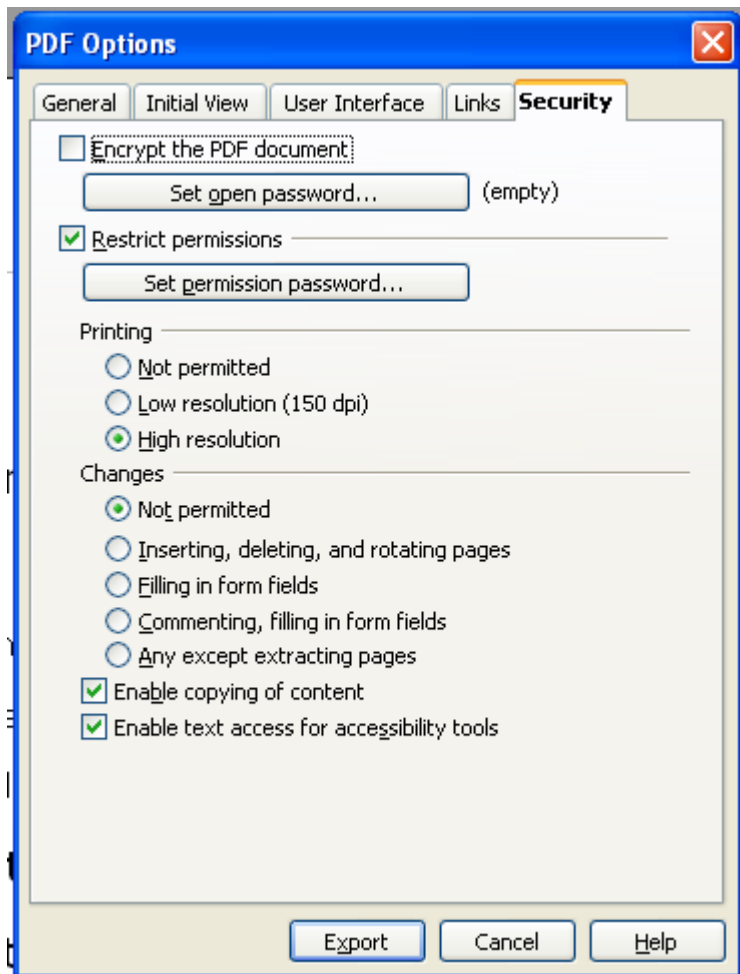 PDF Options
General Initial View User Interface Links Security
Encrypt the PDF document
Set open password... (empty)
Restrict permissions
Set permission password...
Printing
Not permitted
Low resolution (150 dpi)
High resolution
Changes
Not permitted
Inserting, deleting, and rotating pages
Filling in form fields
Commenting, filling in form fields
Any except extracting pages
Enable copying of content
Enable text access for accessibility tools
Export Cancel Help